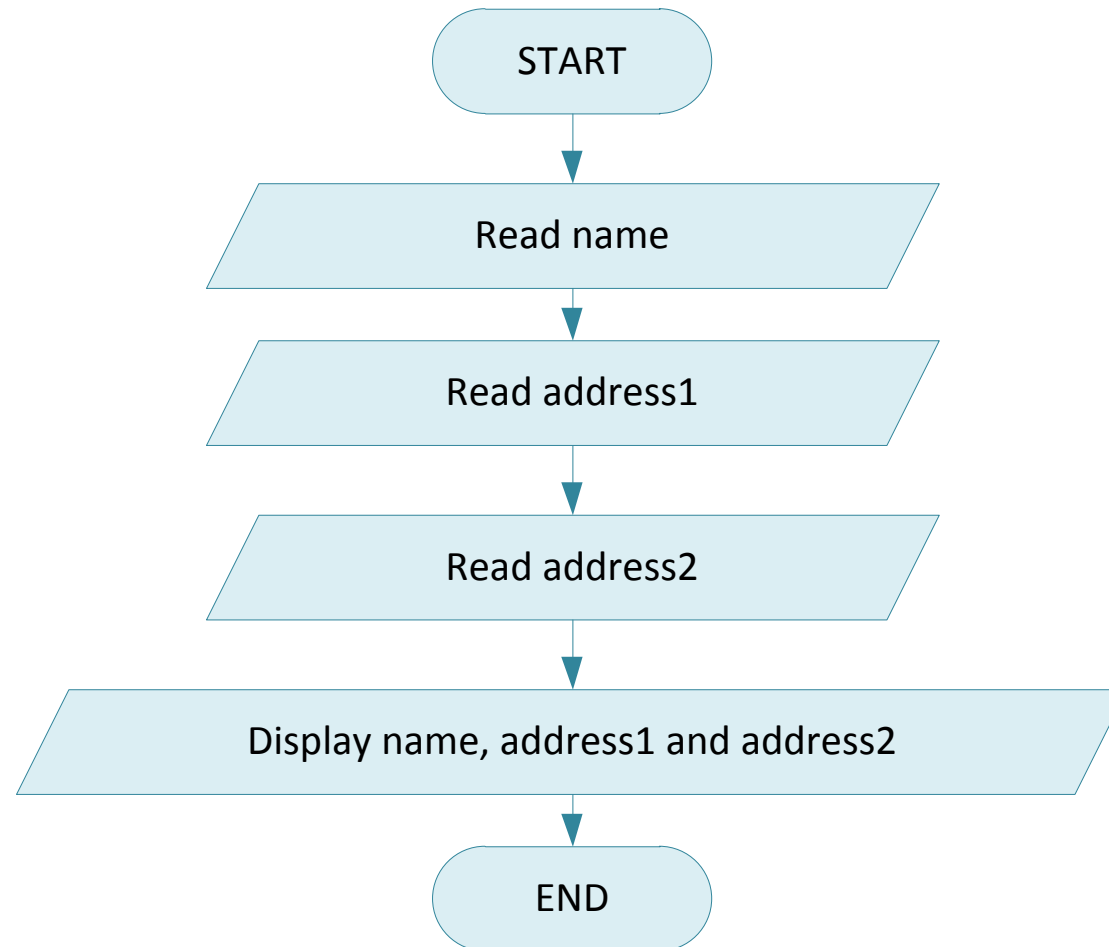 START
Read name
Read address1
Read address2
Display name, address1 and address2
END